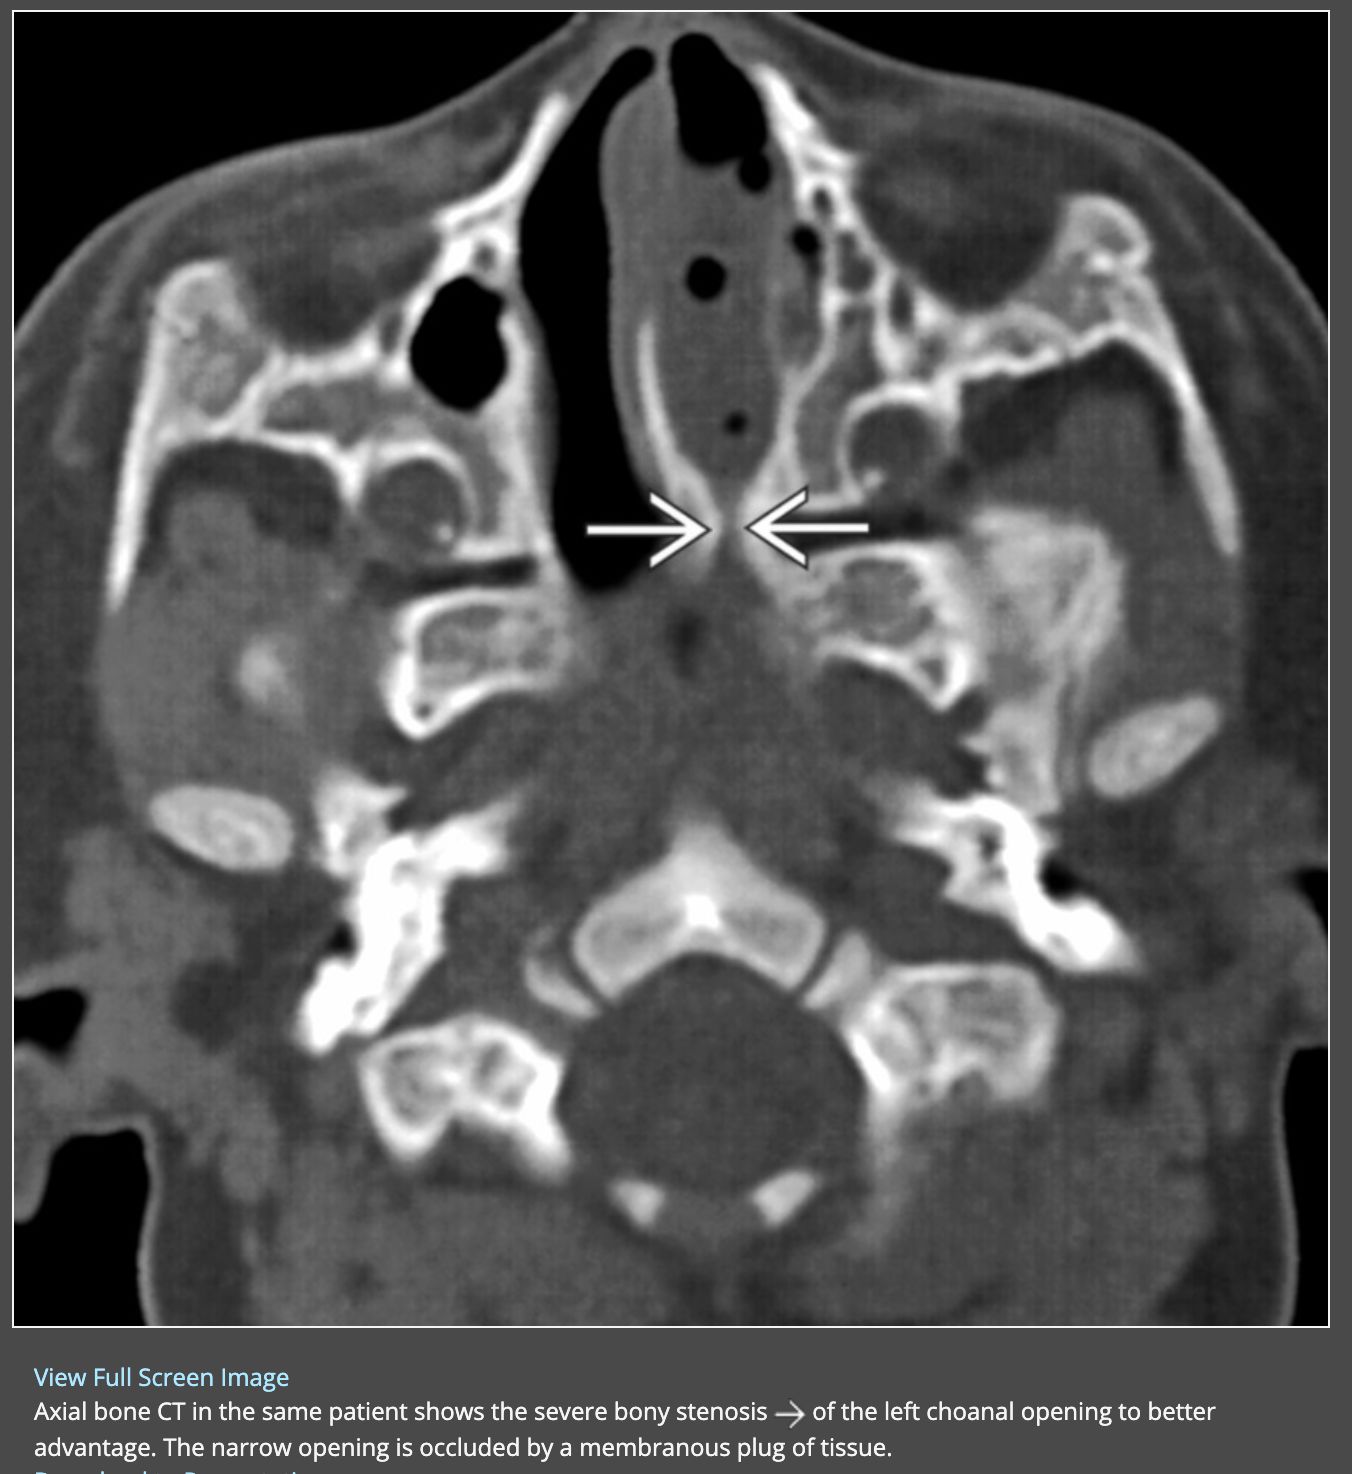 View Full Screen Image
Axial bone CT in the same patient shows the severe bony stenosis → of the left choanal opening to better
advantage. The narrow opening is occluded by a membranous plug of tissue.